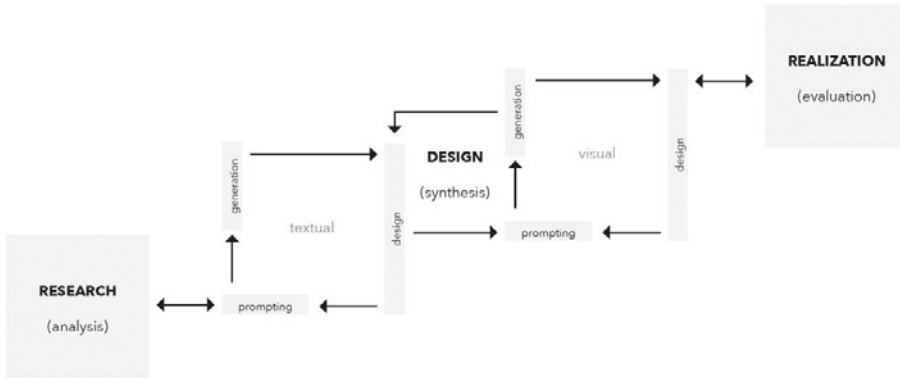 RESEARCH
(analysis)
prompting
generation
textual
design
DESIGN
(synthesis)
prompting
generation
visual
design
REALIZATION
(evaluation)